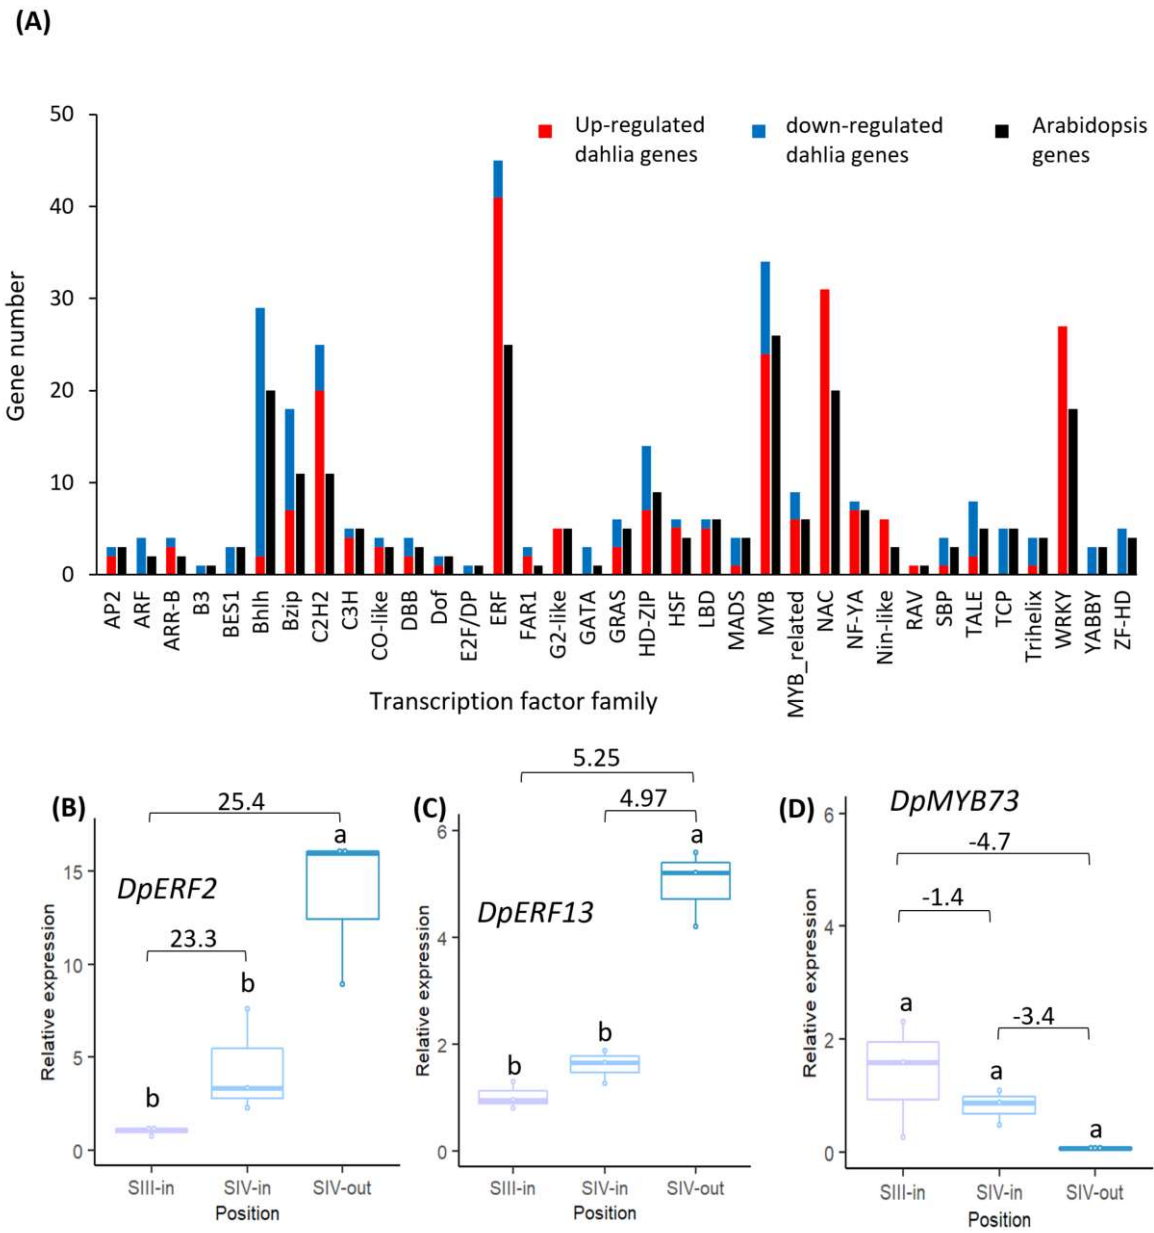 (A)
50
40
30
20
10
0
Gene number
Up-regulated
dahlia genes
down-regulated
dahlia genes
Arabidopsis
genes
AP2
ARF
ARR-B
B3
BES1
Bhlh
Bzip
C2H2
C3H
CO-like
DBB
Dof
E2F/DP
ERF
FAR1
G2-like
GATA
GRAS
HD-ZIP
HSF
LBD
MADS
MYB
MYB_related
NAC
NF-YA
Nin-like
RAV
SBP
TALE
TCP
Trihelix
WRKY
YABBY
ZF-HD
Transcription factor family
(B)
25.4
a
DpERF2
23.3
b
b
15
10
5
0
Relative expression
SIII-in
SIV-in
SIV-out
Position
(C)
5.25
4.97
a
DpERF13
b
b
6
4
2
0
Relative expression
SIII-in
SIV-in
SIV-out
Position
(D)
DpMYB73
-4.7
-1.4
-3.4
a
a
a
6
4
2
0
Relative expression
SIII-in
SIV-in
SIV-out
Position